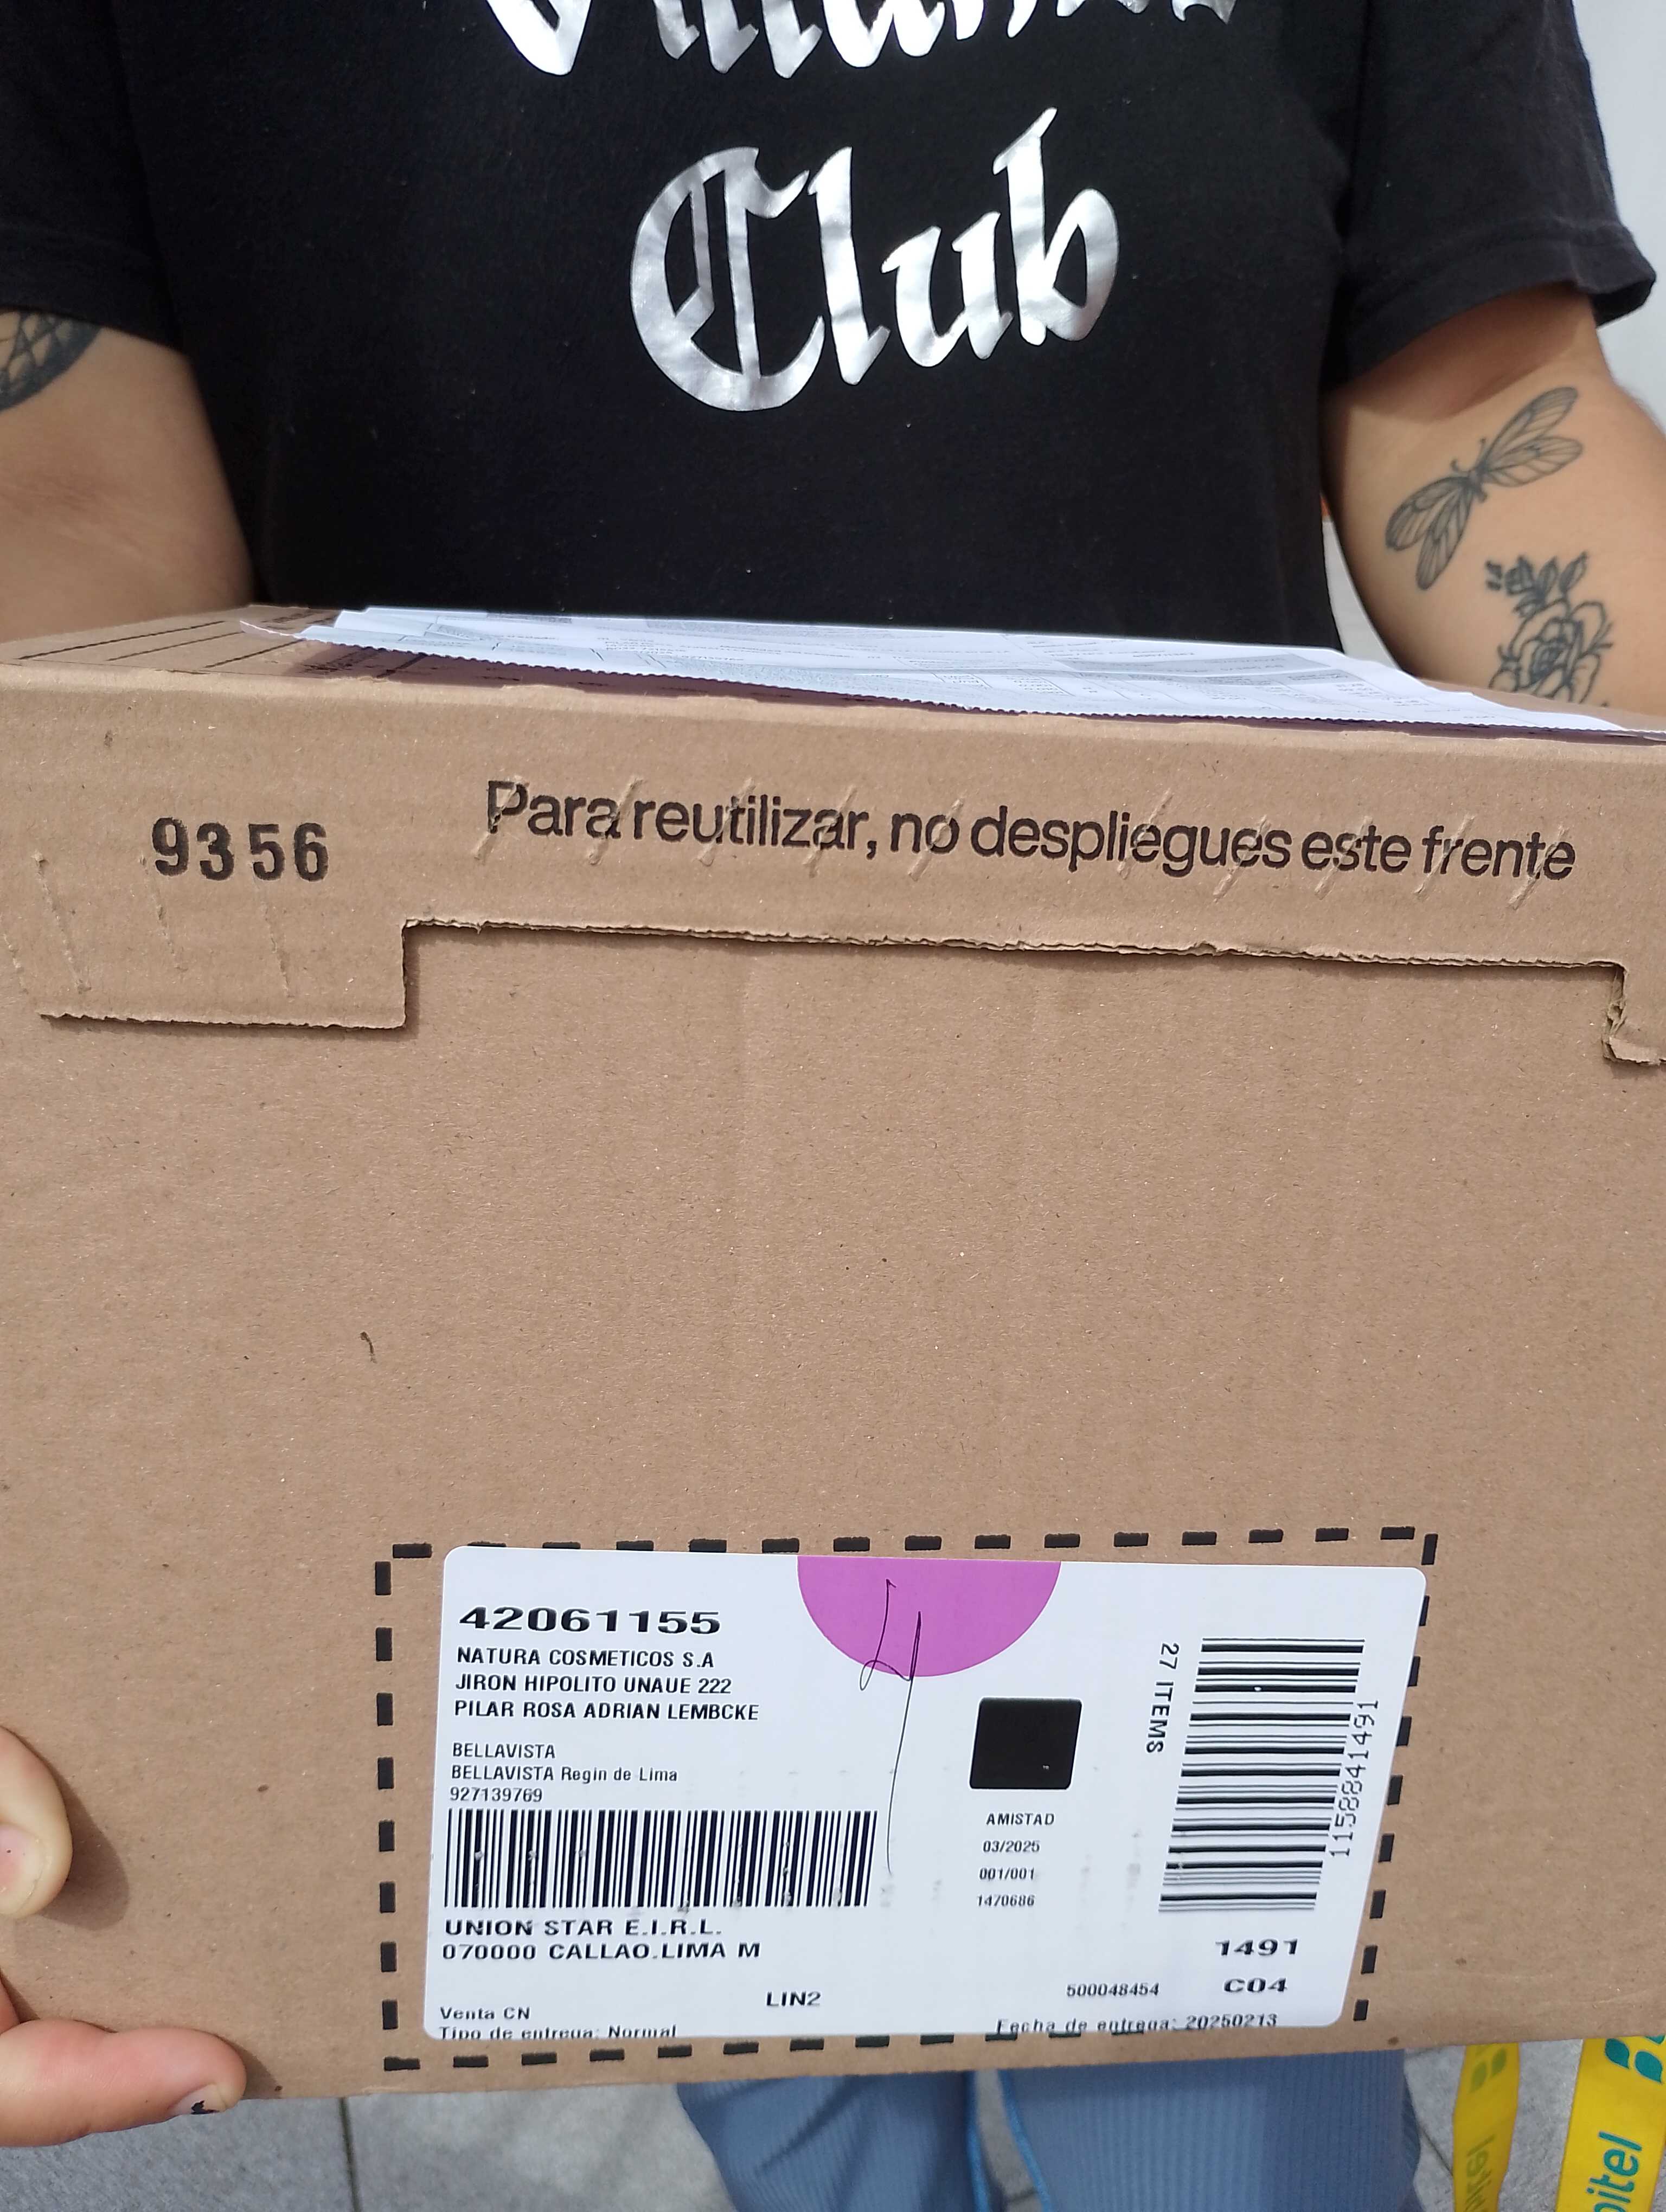 Club
9356
Para reutilizar, no despliegues este frente
42061155
NATURA COSMETICOS S.A
JIRON HIPOLITO UNAUE 222
PILAR ROSA ADRIAN LEMBCKE
BELLAVISTA
BELLAVISTA Regin de Lima
927139769
UNION STAR E.I.R.L.
070000 CALLAO.LIMA M
LIN2
Venta CN
Tipo de entrega: Normal
AMISTAD
03/2025
001/001
1470686
27 ITEMS
115884 1491
1491
C04
500048454
Fecha de entrega: 20250213